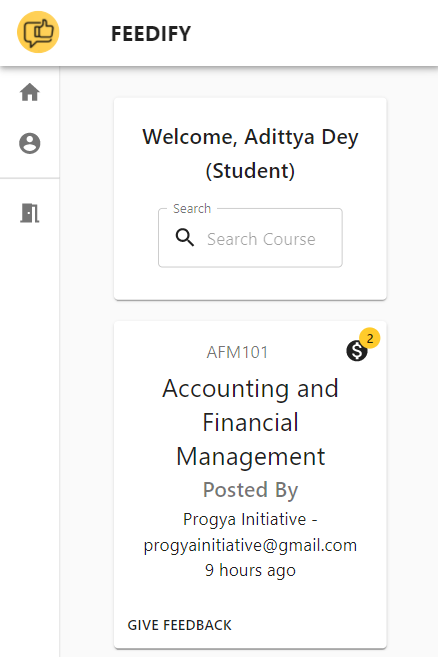 FEEDIFY
Welcome, Adittya Dey
(Student)
Search
Search Course
AFM101
2
Accounting and
Financial
Management
Posted By
Progya Initiative -
progyainitiative@gmail.com
9 hours ago
GIVE FEEDBACK